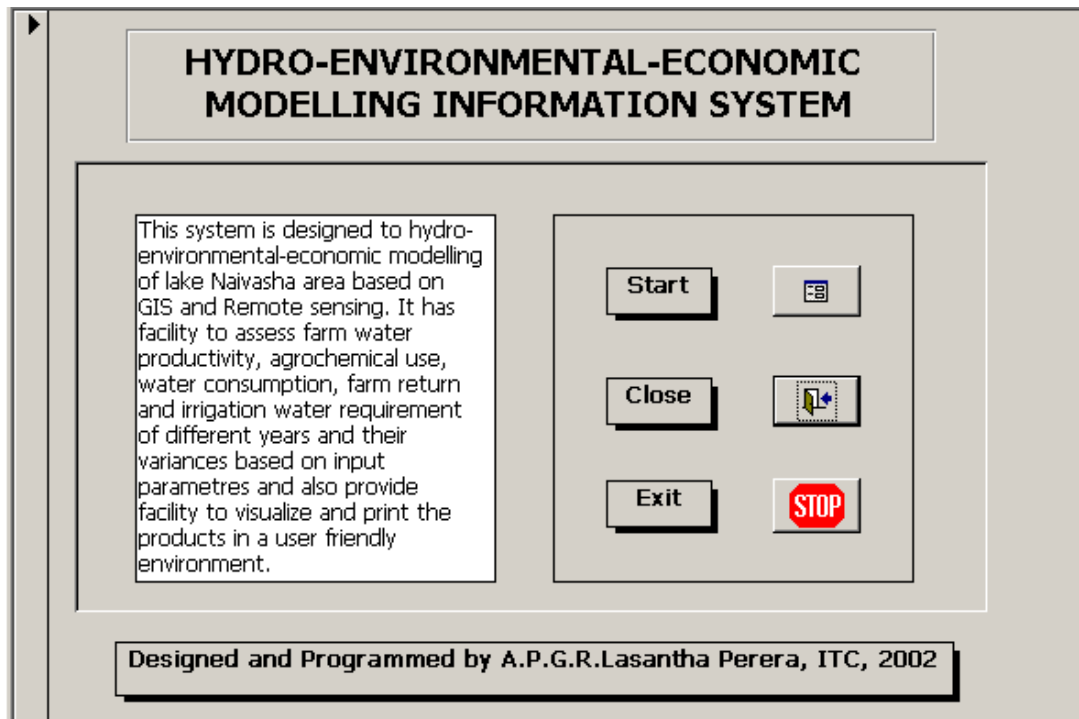 HYDRO-ENVIRONMENTAL-ECONOMIC
MODELLING INFORMATION SYSTEM
This system is designed to hydro-
environmental-economic modelling
of lake Naivasha area based on
GIS and Remote sensing. It has
facility to assess farm water
productivity, agrochemical use,
water consumption, farm return
and irrigation water requirement
of different years and their
variances based on input
parametres and also provide
facility to visualize and print the
products in a user friendly
environment.
Start
Close
Exit
STOP
Designed and Programmed by A.P.G.R.Lasantha Perera, ITC, 2002